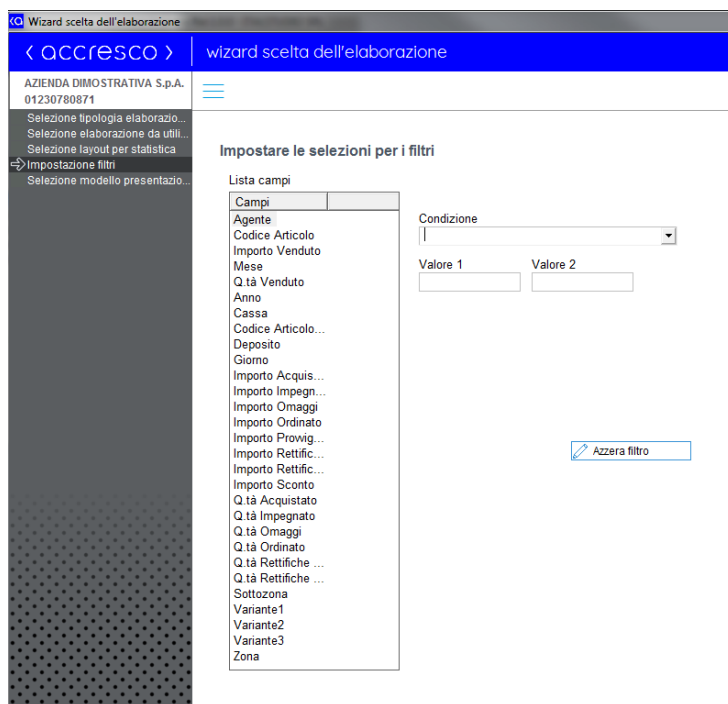 Wizard scelta dell'elaborazione
‹ accresco › wizard scelta dell'elaborazione
AZIENDA DIMOSTRATIVA S.p.A.
01230780871
Selezione tipologia elaborazio...
Selezione elaborazione da utili...
Selezione layout per statistica
Impostazione filtri
Selezione modello presentazio...
Impostare le selezioni per i filtri
Lista campi
Campi
Agente
Codice Articolo
Importo Venduto
Mese
Q.tà Venduto
Anno
Cassa
Codice Articolo...
Deposito
Giorno
Importo Acquis...
Importo Impegn...
Importo Omaggi
Importo Ordinato
Importo Provvig...
Importo Rettific...
Importo Rettific...
Importo Sconto
Q.tà Acquistato
Q.tà Impegnato
Q.tà Omaggi
Q.tà Ordinato
Q.tà Rettifiche ...
Q.tà Rettifiche ...
Sottozona
Variante1
Variante2
Variante3
Zona
Condizione
Valore 1 Valore 2
Azzera filtro